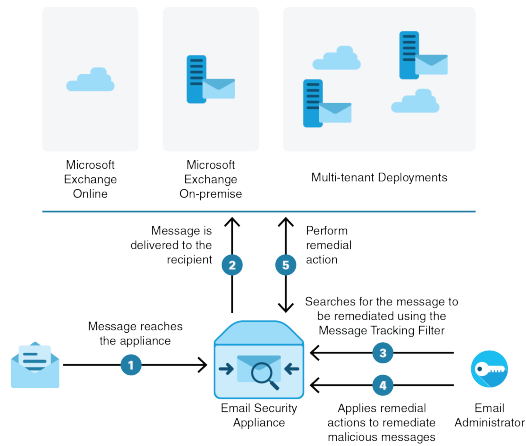 Microsoft
Exchange
Online
Microsoft
Exchange
On-premise
Multi-tenant Deployments
Message is
delivered to the
recipient
2
5
Perform
remedial
action
Message reaches
the appliance
1
Searches for the message to
be remediated using the
Message Tracking Filter
3
4
Applies remedial
actions to remediate
malicious messages
Email Security
Appliance
Email
Administrator